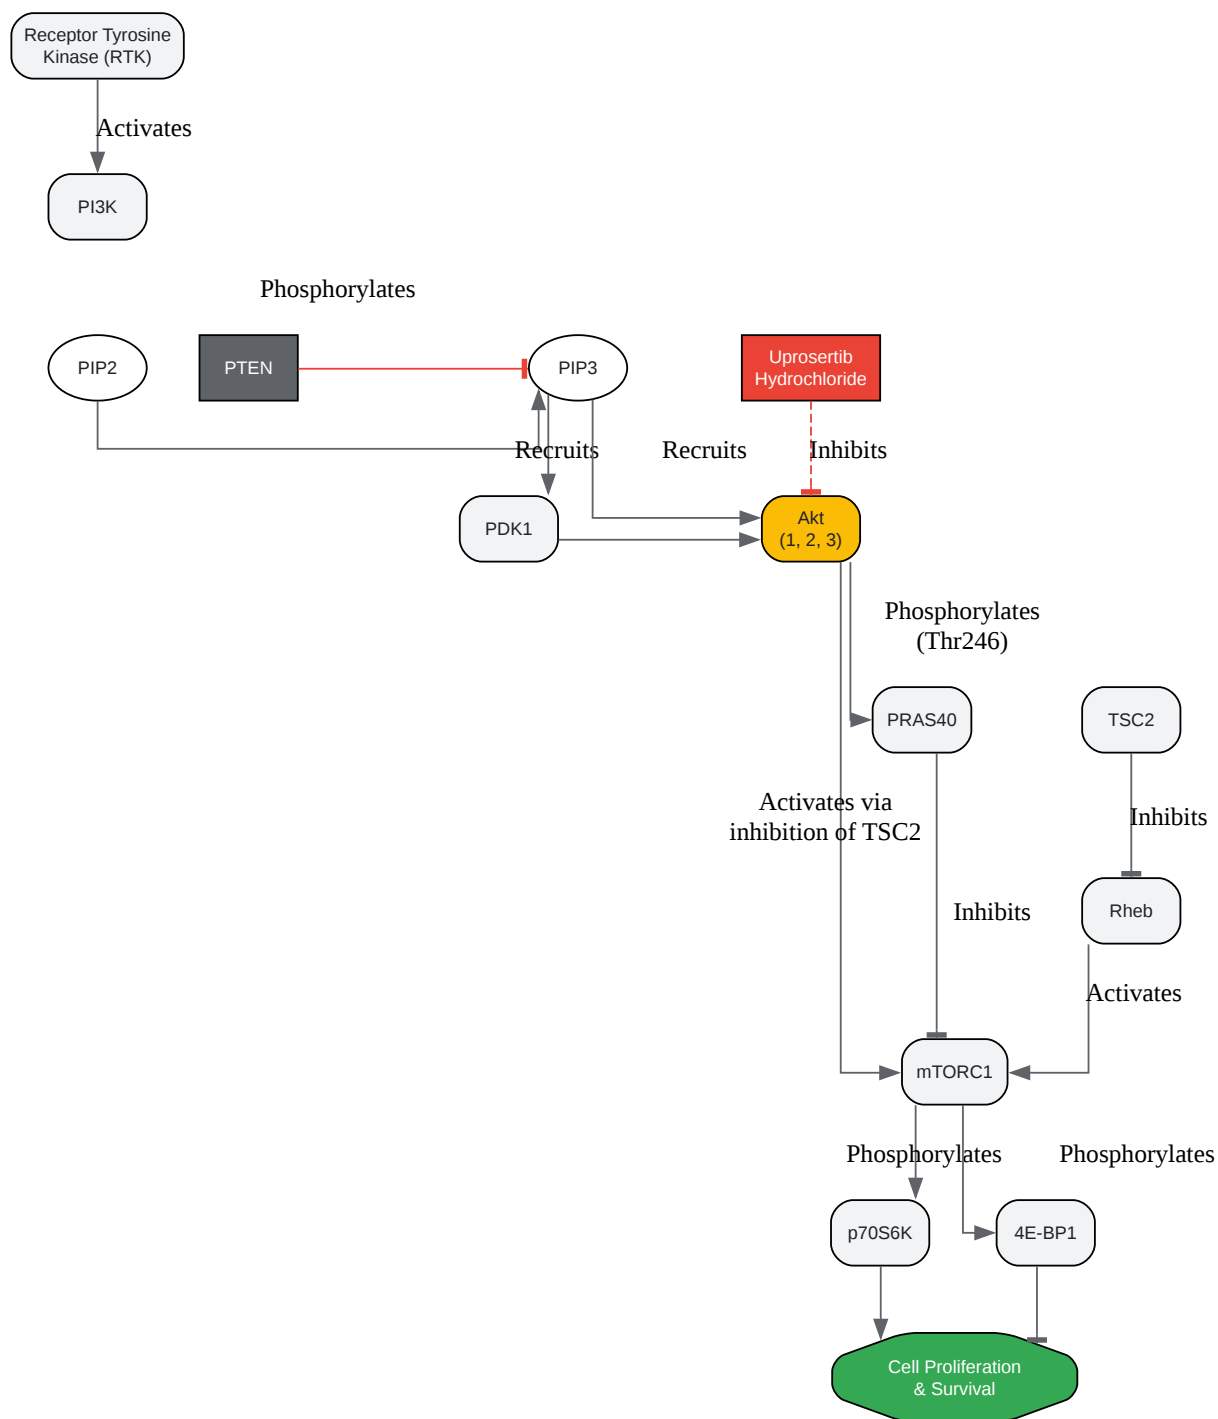 Receptor Tyrosine
Kinase (RTK)
Activates
PI3K
Phosphorylates
PIP2
PTEN
PIP3
Uprosertib
Hydrochloride
Recruits
Recruits
Inhibits
PDK1
Akt
(1, 2, 3)
Phosphorylates
(Thr246)
PRAS40
TSC2
Activates via
inhibition of TSC2
Inhibits
Inhibits
Rheb
Activates
mTORC1
Phosphorylates
Phosphorylates
p70S6K
4E-BP1
Cell Proliferation
& Survival